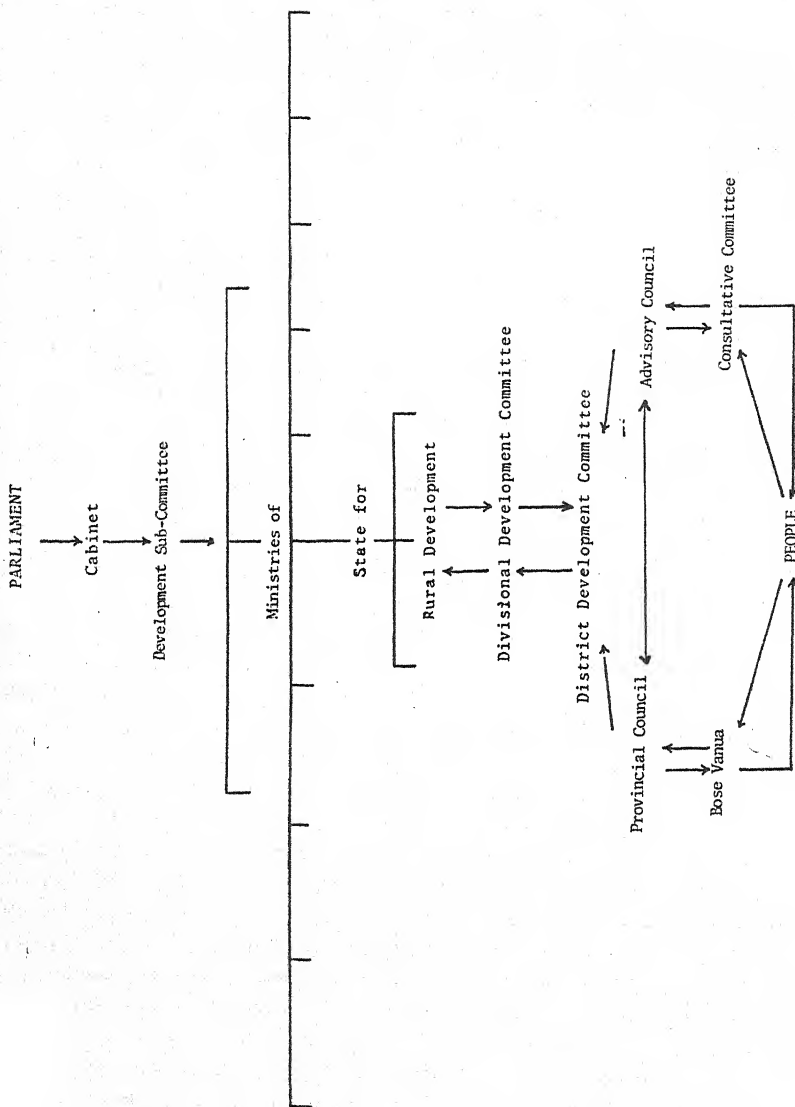 PARLIAMENT
Cabinet
Development Sub-Committee
Ministries of
State for
Rural Development
Divisional Development Committee
District Development Committee
Provincial Council
Advisory Council
Bose Vanua
Consultative Committee
PEOPLE